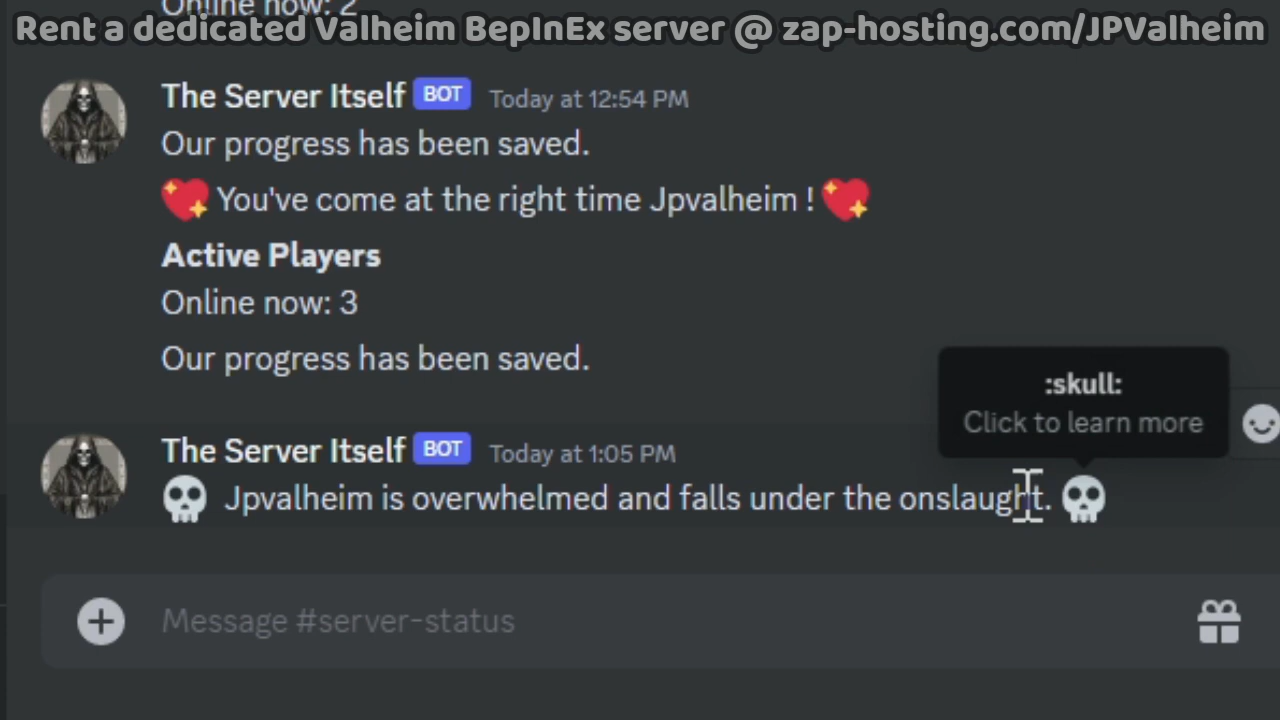 Online now: 2
Rent a dedicated Valheim BepInEx server @ zap-hosting.com/JPValheim
The Server Itself BOT Today at 12:54 PM
Our progress has been saved.
💖 You've come at the right time Jpvalheim ! 💖
Active Players
Online now: 3
Our progress has been saved.
:skull:
Click to learn more
The Server Itself BOT Today at 1:05 PM
💀 Jpvalheim is overwhelmed and falls under the onslaught. 💀
Message #server-status